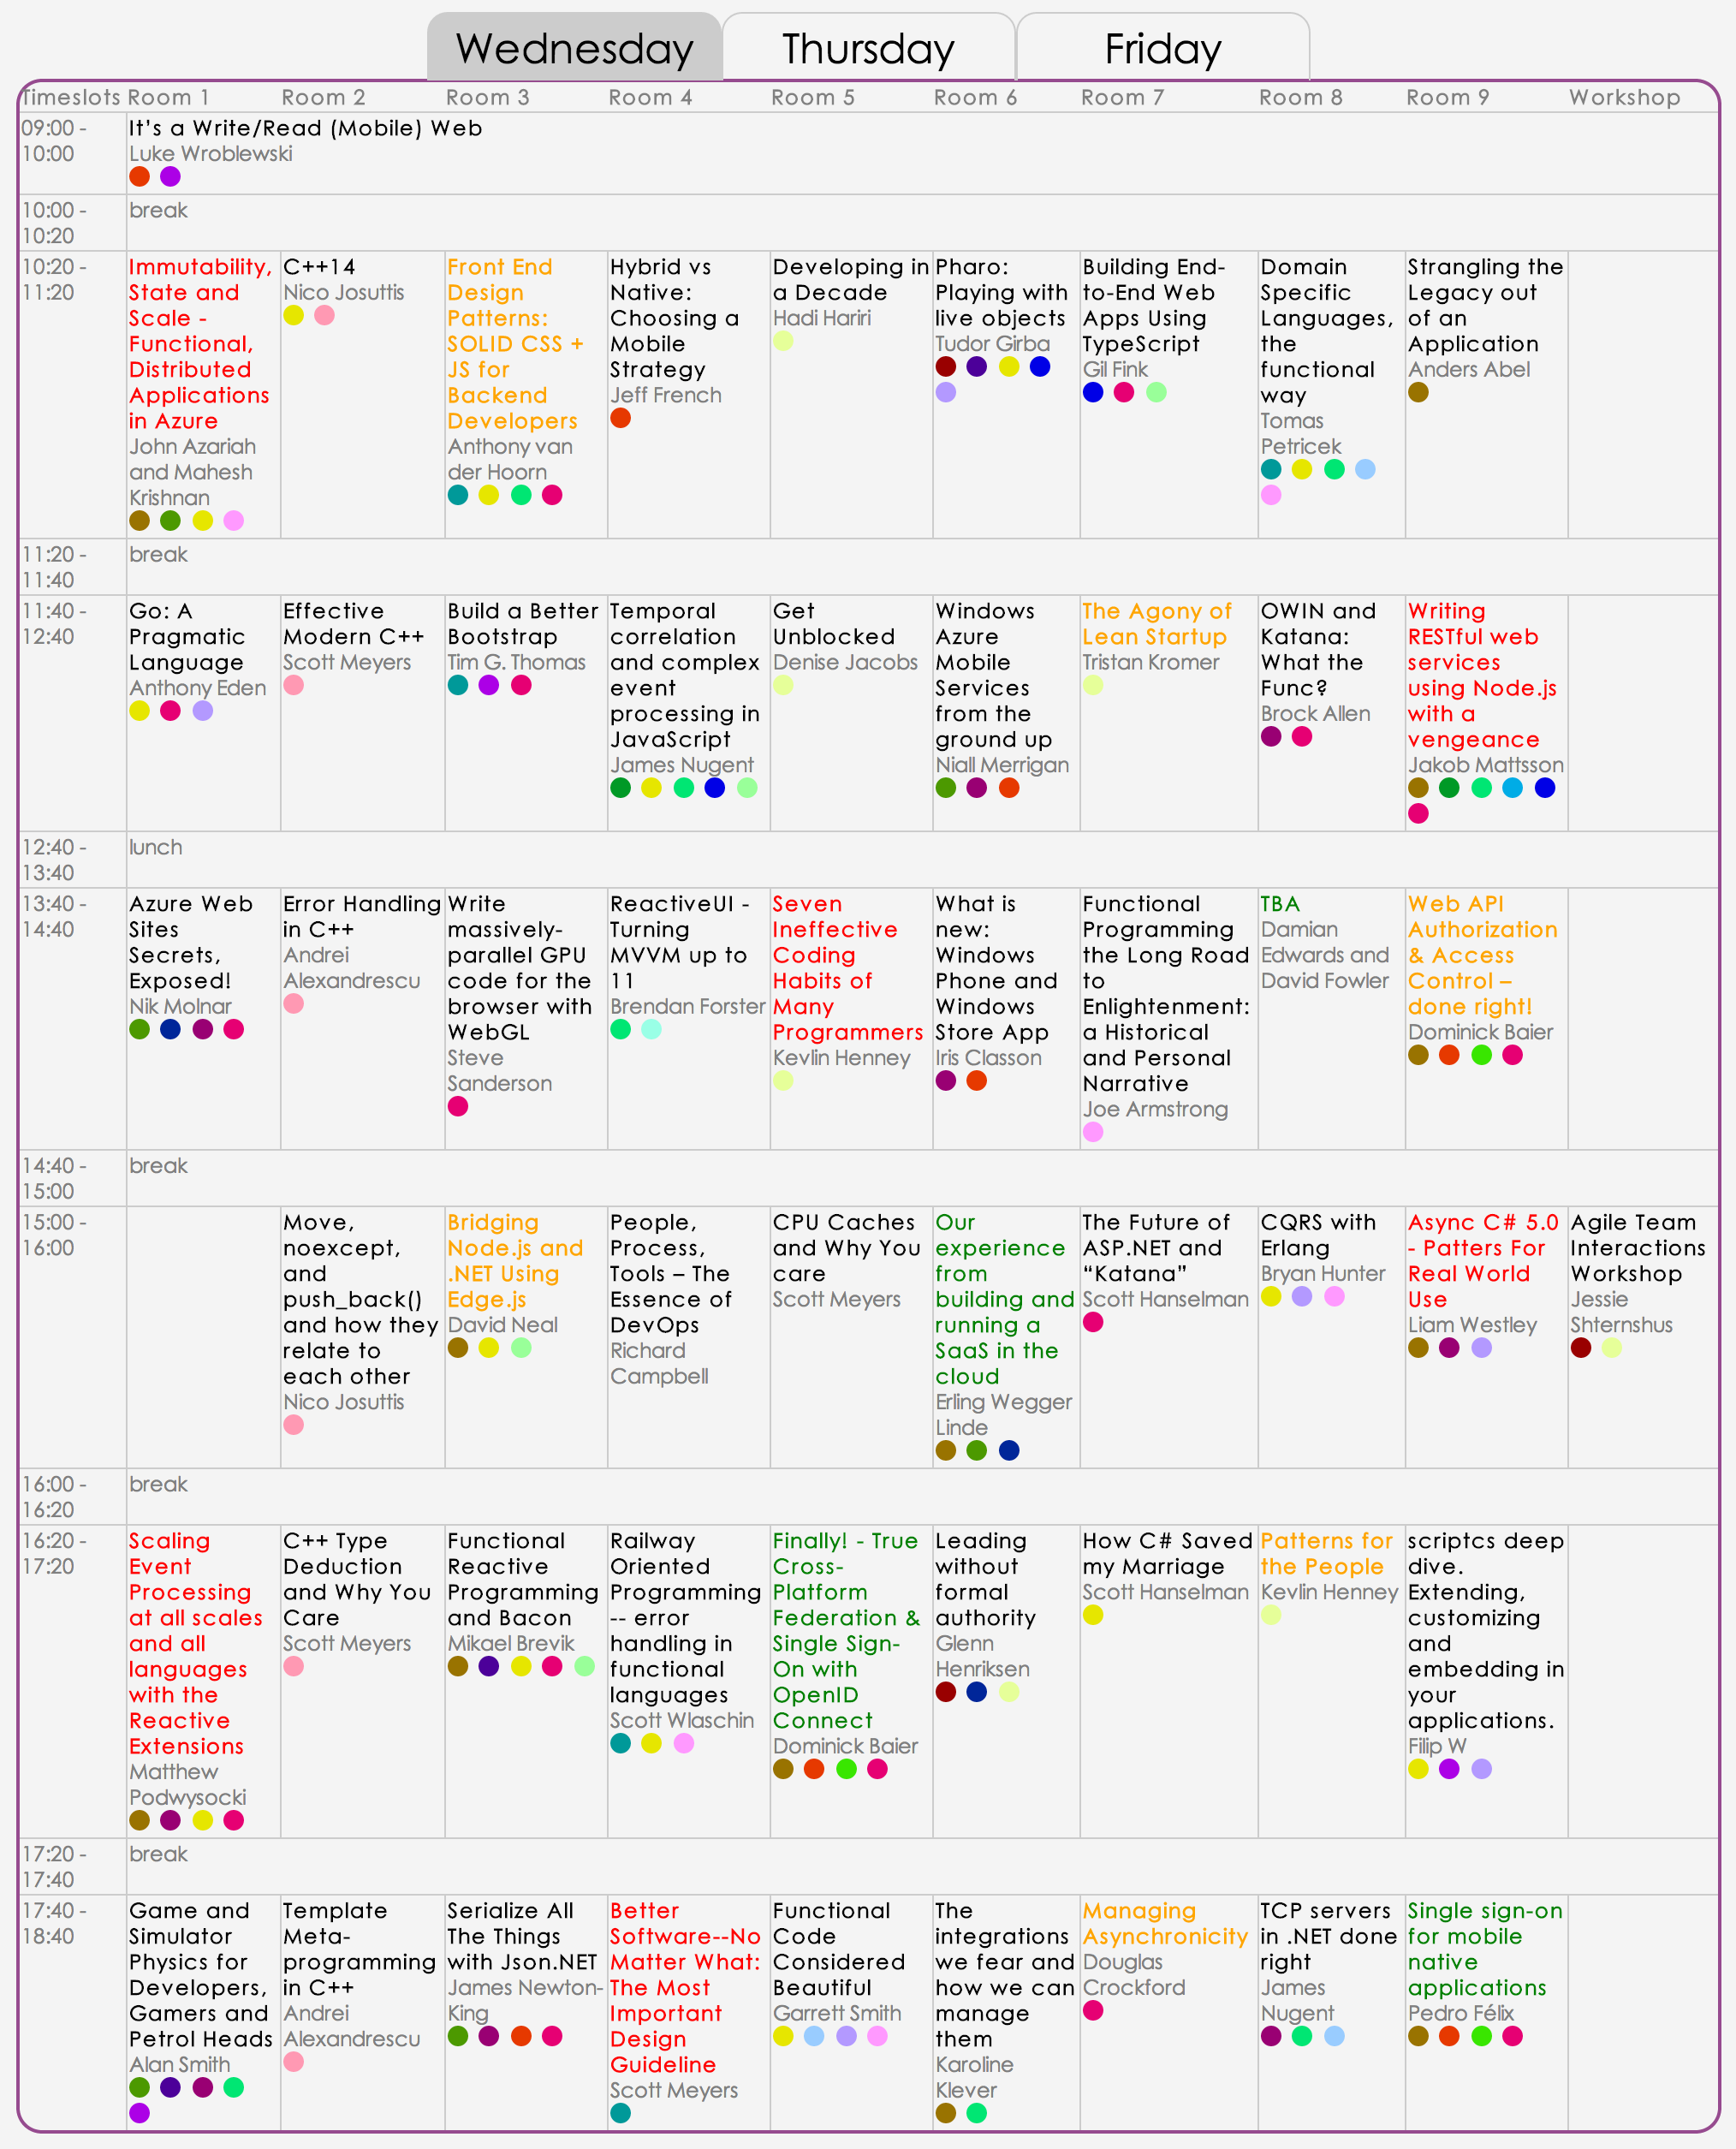 Wednesday
Thursday
Friday
Timeslots
Room 1
Room 2
Room 3
Room 4
Room 5
Room 6
Room 7
Room 8
Room 9
Workshop
09:00 -
10:00
It’s a Write/Read (Mobile) Web
Luke Wroblewski
10:00 -
10:20
break
10:20 -
11:20
Immutability,
State and
Scale -
Functional,
Distributed
Applications
in Azure
John Azariah
and Mahesh
Krishnan
C++14
Nico Josuttis
Front End
Design
Patterns:
SOLID CSS +
JS for
Backend
Developers
Anthony van
der Hoorn
Hybrid vs
Native:
Choosing a
Mobile
Strategy
Jeff French
Developing in
a Decade
Hadi Hariri
Pharo:
Playing with
live objects
Tudor Girba
Building End-
to-End Web
Apps Using
TypeScript
Gil Fink
Domain
Specific
Languages,
the
functional
way
Tomas
Petricek
Strangling the
Legacy out
of an
Application
Anders Abel
11:20 -
11:40
break
11:40 -
12:40
Go: A
Pragmatic
Language
Anthony Eden
Effective
Modern C++
Scott Meyers
Build a Better
Bootstrap
Tim G. Thomas
Temporal
correlation
and complex
event
processing in
JavaScript
James Nugent
Get
Unblocked
Denise Jacobs
Windows
Azure
Mobile
Services
from the
ground up
Niall Merrigan
The Agony of
Lean Startup
Tristan Kromer
OWIN and
Katana:
What the
Func?
Brock Allen
Writing
RESTful web
services
using Node.js
with a
vengeance
Jakob Mattsson
12:40 -
13:40
lunch
13:40 -
14:40
Azure Web
Sites
Secrets,
Exposed!
Nik Molnar
Error Handling
in C++
Andrei
Alexandrescu
Write
massively-
parallel GPU
code for the
browser with
WebGL
Steve
Sanderson
ReactiveUI -
Turning
MVVM up to
11
Brendan Forster
Seven
Ineffective
Coding
Habits of
Many
Programmers
Kevlin Henney
What is
new:
Windows
Phone and
Windows
Store App
Iris Classon
Functional
Programming
the Long Road
to
Enlightenment:
a Historical
and Personal
Narrative
Joe Armstrong
TBA
Damian
Edwards and
David Fowler
Web API
Authorization
& Access
Control –
done right!
Dominick Baier
14:40 -
15:00
break
15:00 -
16:00
Move,
noexcept,
and
push_back()
and how they
relate to
each other
Nico Josuttis
Bridging
Node.js and
.NET Using
Edge.js
David Neal
People,
Process,
Tools – The
Essence of
DevOps
Richard
Campbell
CPU Caches
and Why You
care
Scott Meyers
Our
experience
from
building and
running a
SaaS in the
cloud
Erling Wegger
Linde
The Future of
ASP.NET and
“Katana”
Scott Hanselman
CQRS with
Erlang
Bryan Hunter
Async C# 5.0
- Patters For
Real World
Use
Liam Westley
Agile Team
Interactions
Workshop
Jessie
Shternshus
16:00 -
16:20
break
16:20 -
17:20
Scaling
Event
Processing
at all scales
and all
languages
with the
Reactive
Extensions
Matthew
Podwysocki
C++ Type
Deduction
and Why You
Care
Scott Meyers
Functional
Reactive
Programming
and Bacon
Mikael Brevik
Railway
Oriented
Programming
-- error
handling in
functional
languages
Scott Wlaschin
Finally! - True
Cross-
Platform
Federation &
Single Sign-
On with
OpenID
Connect
Dominick Baier
Leading
without
formal
authority
Glenn
Henriksen
How C# Saved
my Marriage
Scott Hanselman
Patterns for
the People
Kevlin Henney
scriptcs deep
dive.
Extending,
customizing
and
embedding in
your
applications.
Filip W
17:20 -
17:40
break
17:40 -
18:40
Game and
Simulator
Physics for
Developers,
Gamers and
Petrol Heads
Alan Smith
Template
Meta-
programming
in C++
Andrei
Alexandrescu
Serialize All
The Things
with Json.NET
James Newton-
King
Better
Software--No
Matter What:
The Most
Important
Design
Guideline
Scott Meyers
Functional
Code
Considered
Beautiful
Garrett Smith
The
integrations
we fear and
how we can
manage
them
Karoline
Klever
Managing
Asynchronicity
Douglas
Crockford
TCP servers
in .NET done
right
James
Nugent
Single sign-on
for mobile
native
applications
Pedro Félix